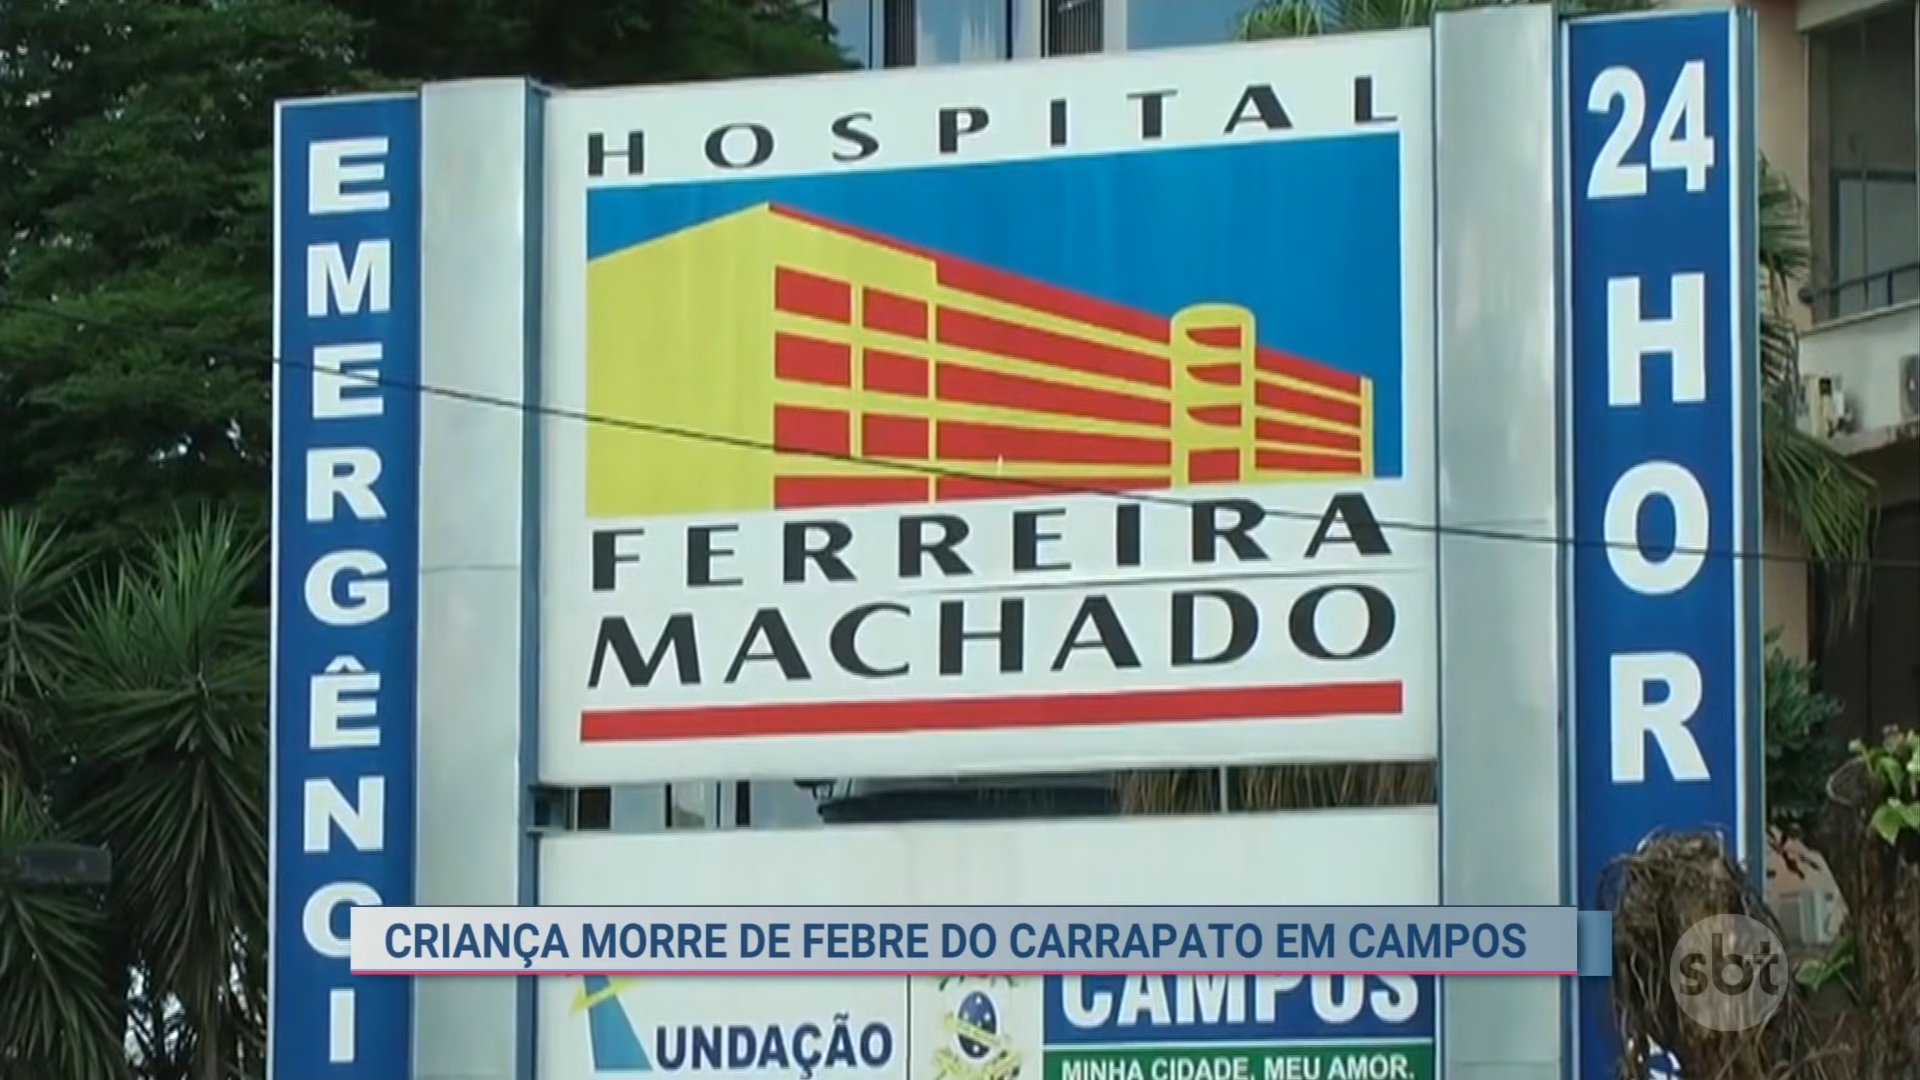 EMERGÊNCI
HOSPITAL
FERREIRA
MACHADO
24
HORS
CRIANÇA MORRE DE FEBRE DO CARRAPATO EM CAMPOS
sbt
UNDAÇÃO
CAMPOS
MINHA CIDADE, MEU AMOR.